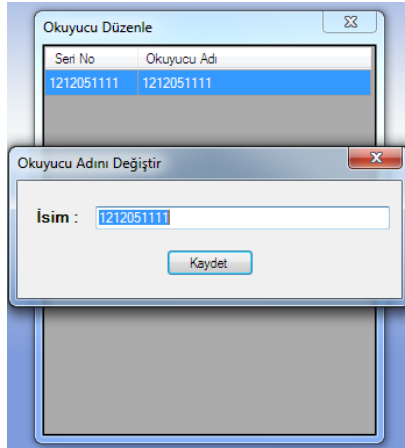 Okuyucu Düzenle
Seri No Okuyucu Adı
1212051111 1212051111
Okuyucu Adını Değiştir
İsim : 1212051111
Kaydet